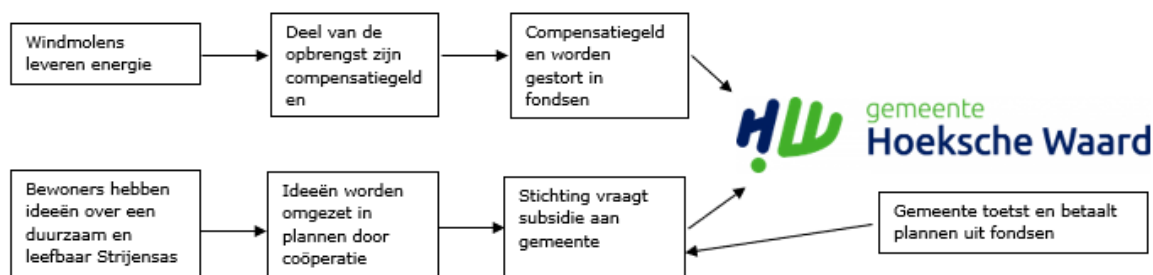 Windmolens
leveren energie
Deel van de
opbrengst zijn
compensatiegeld
en
Compensatiegeld
en worden
gestort in
fondsen
gemeente
Hoeksche Waard
Bewoners hebben
ideeën over een
duurzaam en
leefbaar Strijensas
Ideeën worden
omgezet in
plannen door
coöperatie
Stichting vraagt
subsidie aan
gemeente
Gemeente toetst en betaalt
plannen uit fondsen